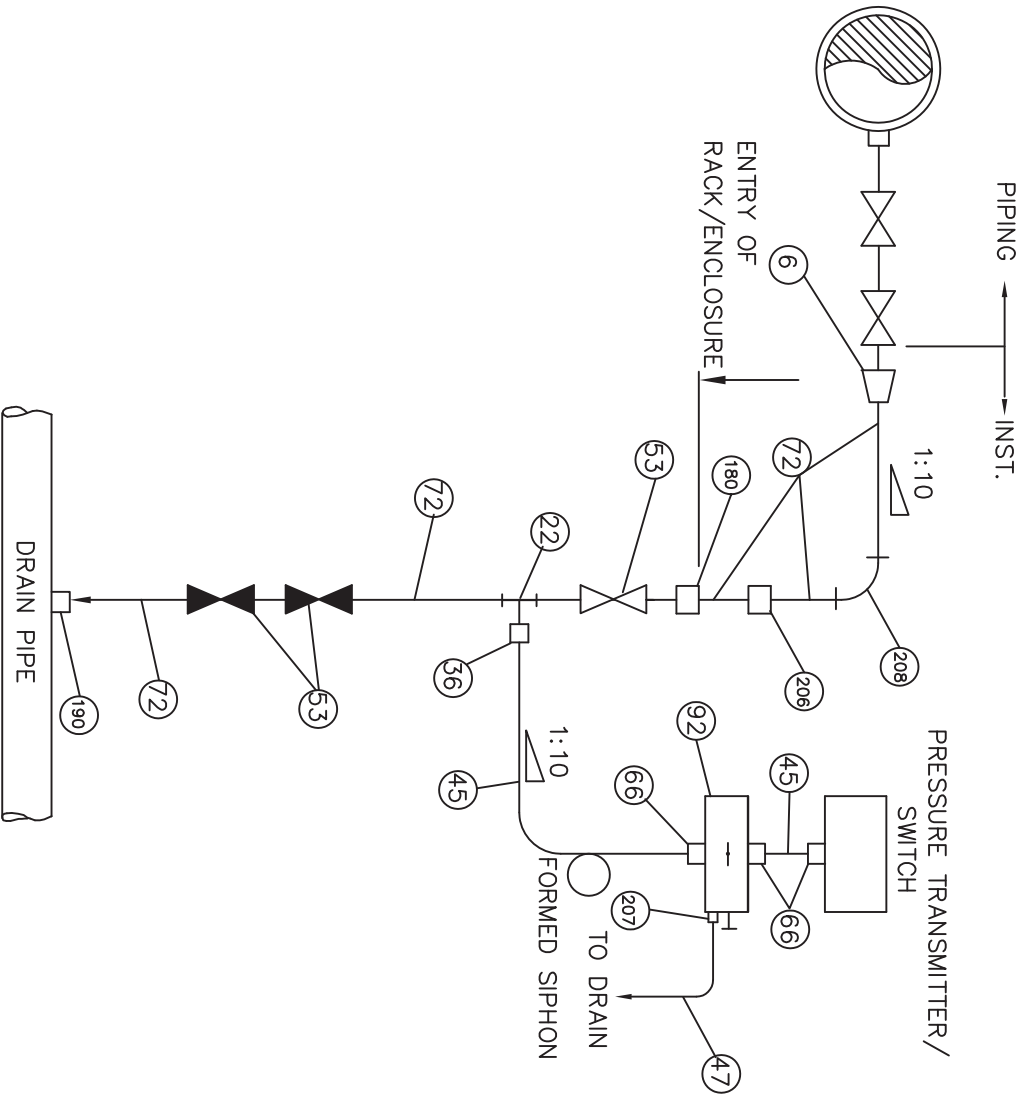 PIPING
INST.
ENTRY OF
RACK/ENCLOSURE
6
1:10
72
180
53
208
206
72
22
36
1:10
45
PRESSURE TRANSMITTER/
SWITCH
92
45
66
66
207
FORMED SIPHON
TO DRAIN
47
53
72
190
DRAIN PIPE